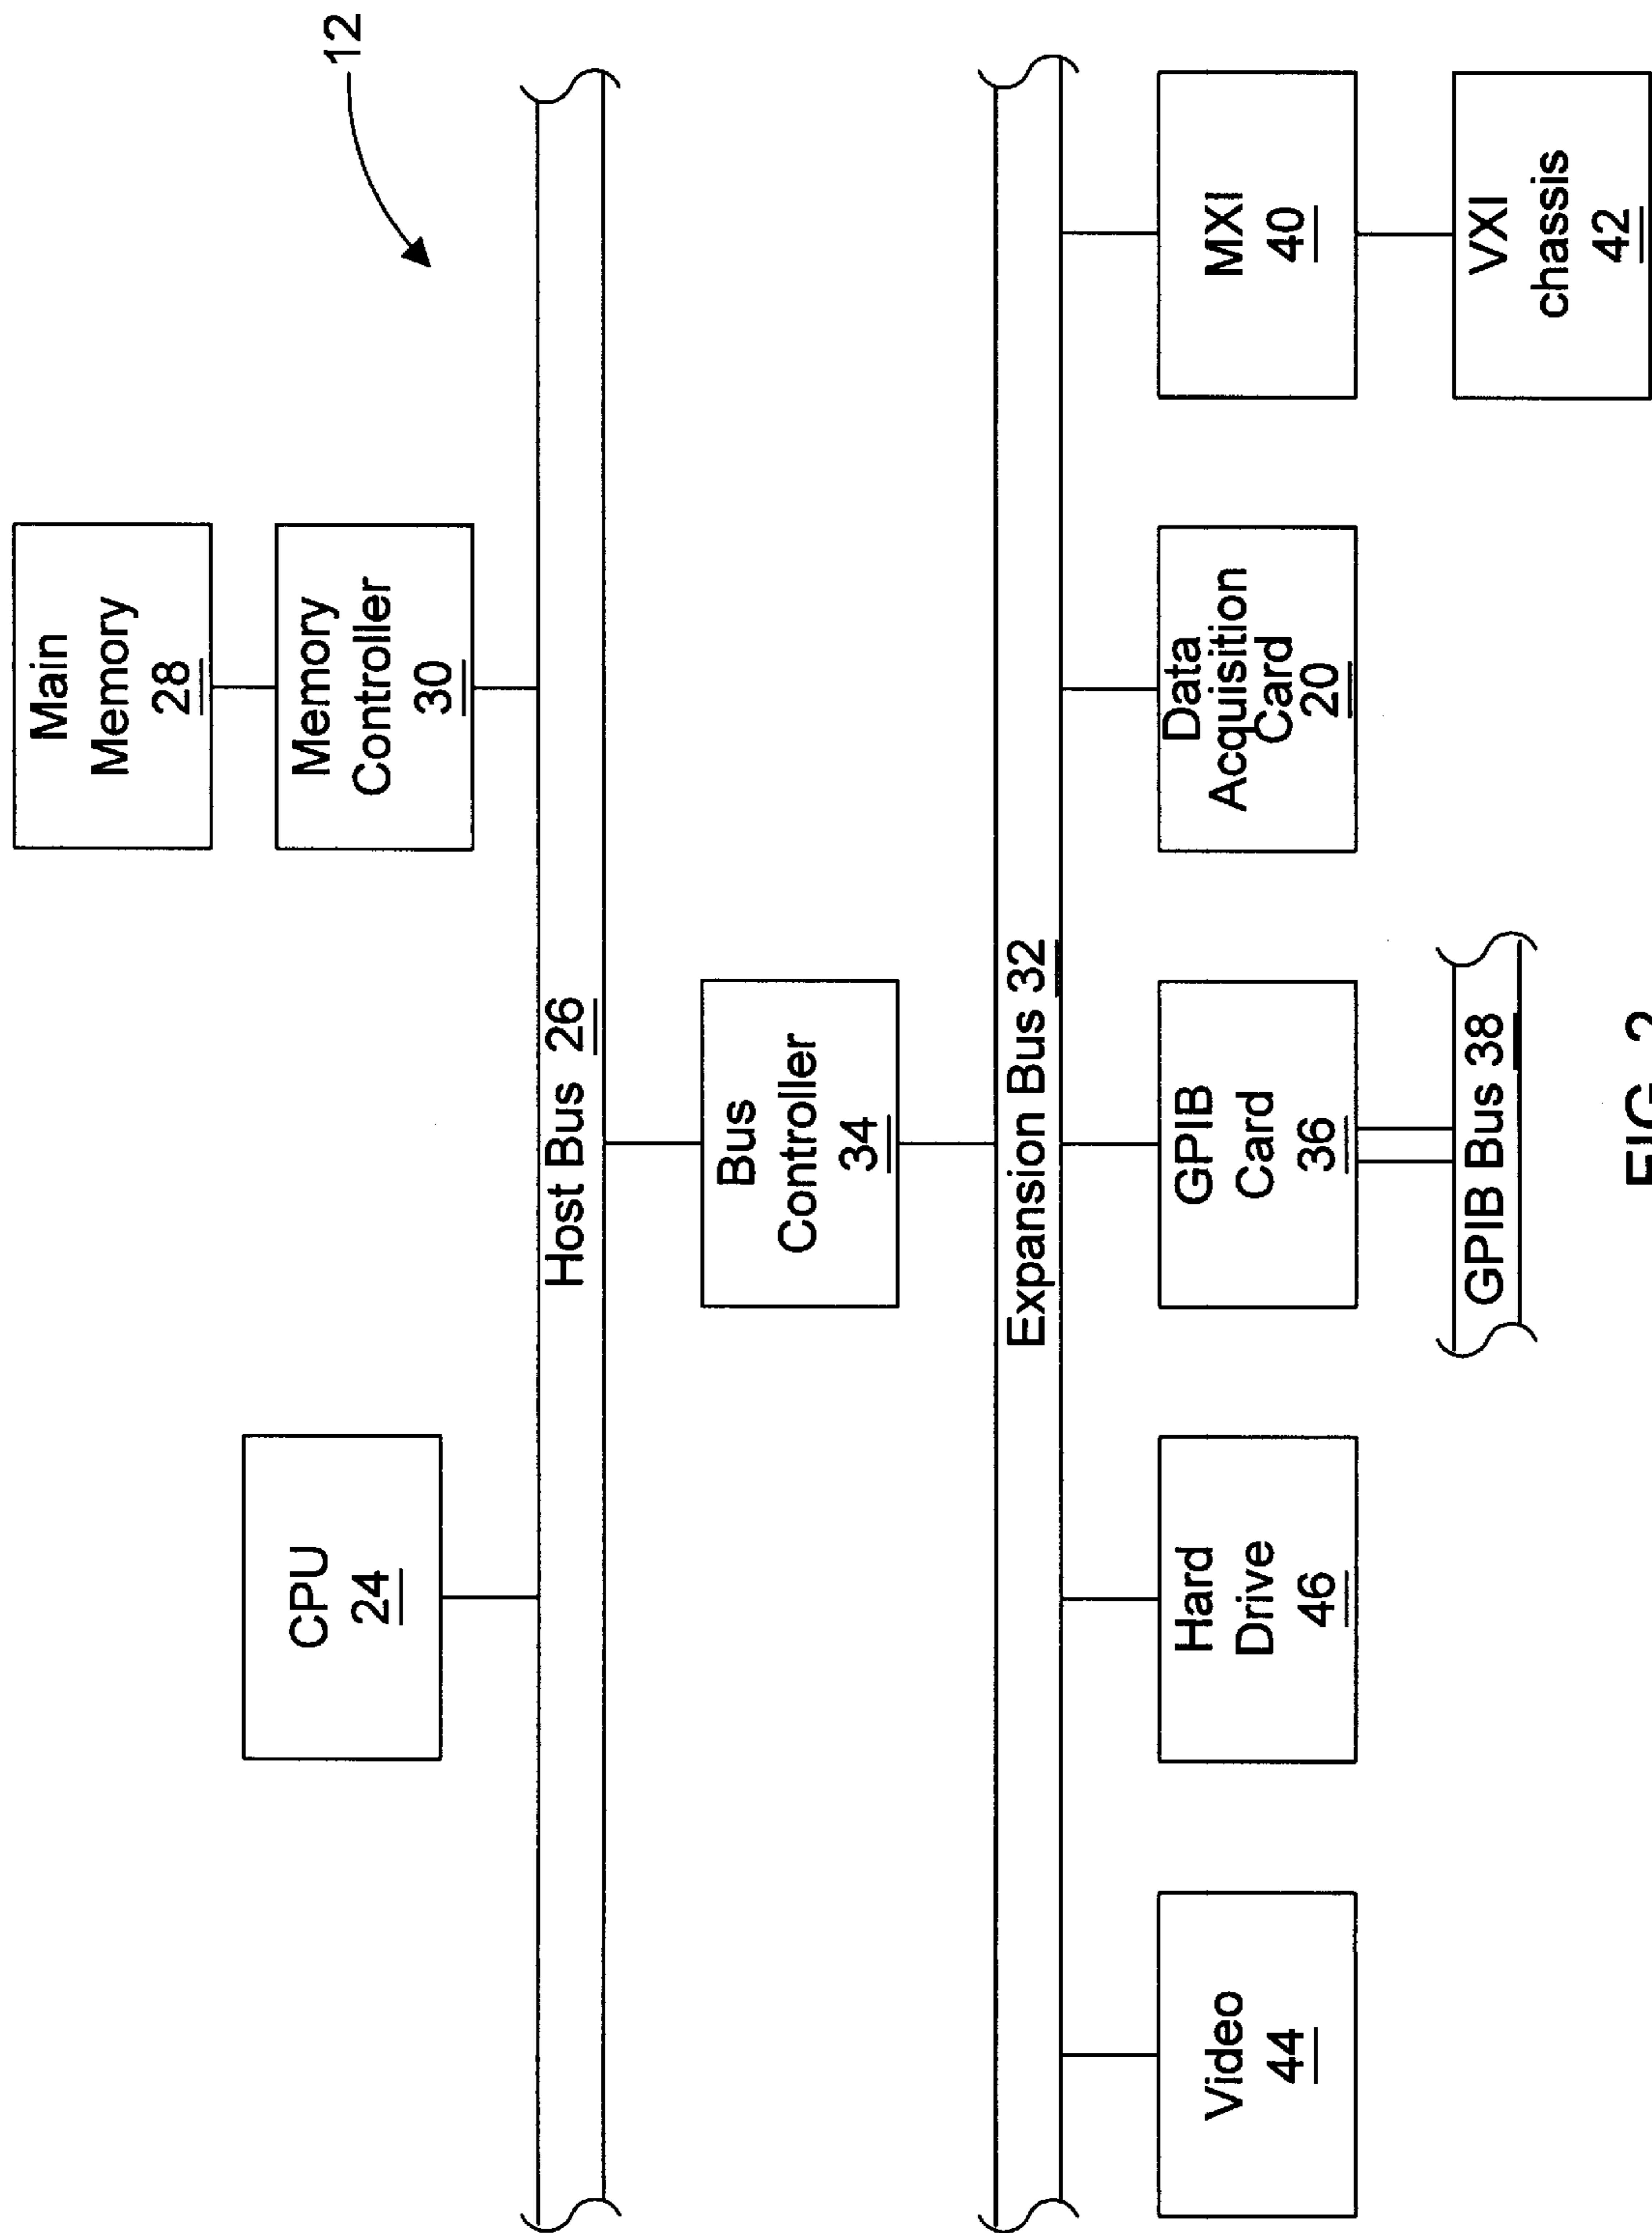 12
Main
Memory
28
CPU
24
Memory
Controller
30
Host Bus 26
Bus
Controller
34
Expansion Bus 32
Video
44
Hard
Drive
46
GPIB
Card
36
Data
Acquisition
Card
20
MXI
40
GPIB Bus 38
VXI
chassis
42
FIG. 2